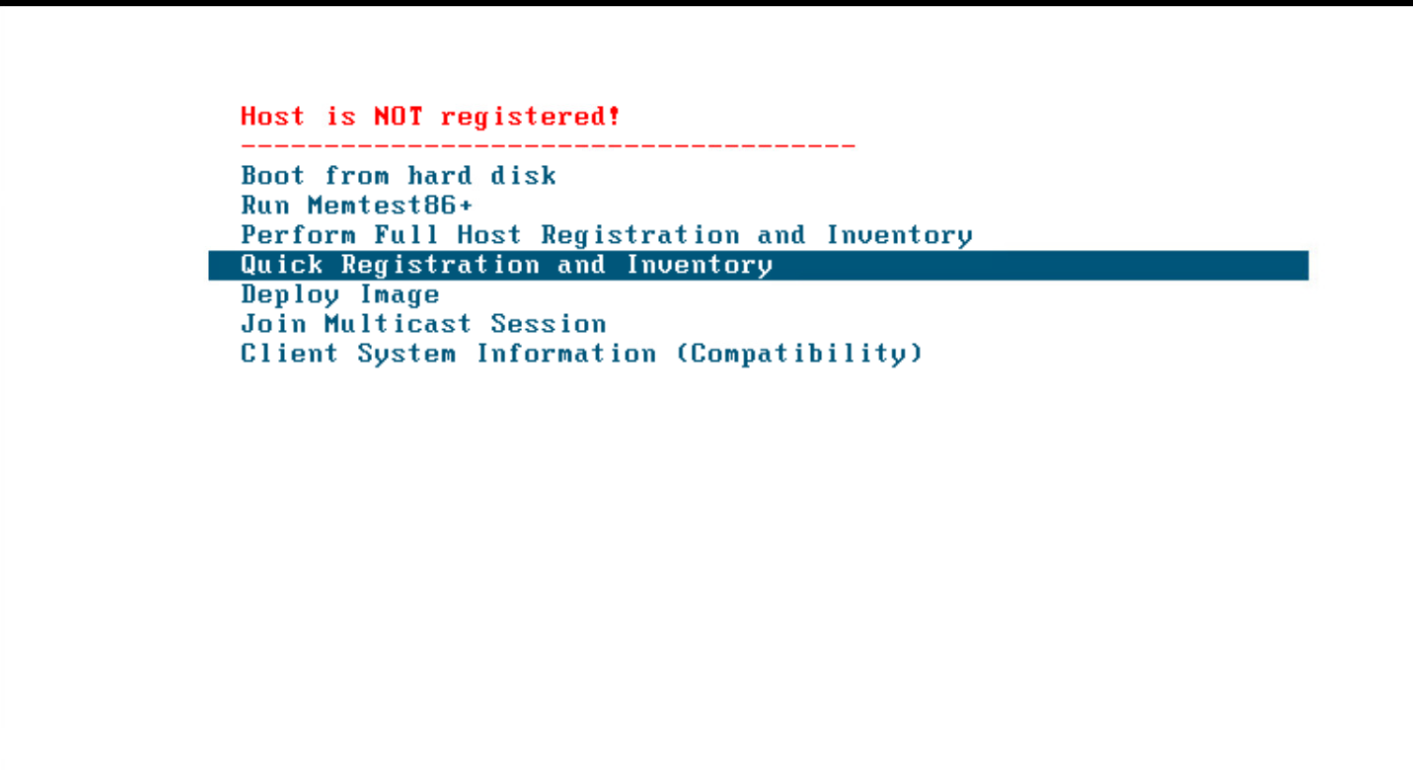 Host is NOT registered!
-------------------------------------
Boot from hard disk
Run Memtest86+
Perform Full Host Registration and Inventory
Quick Registration and Inventory
Deploy Image
Join Multicast Session
Client System Information (Compatibility)